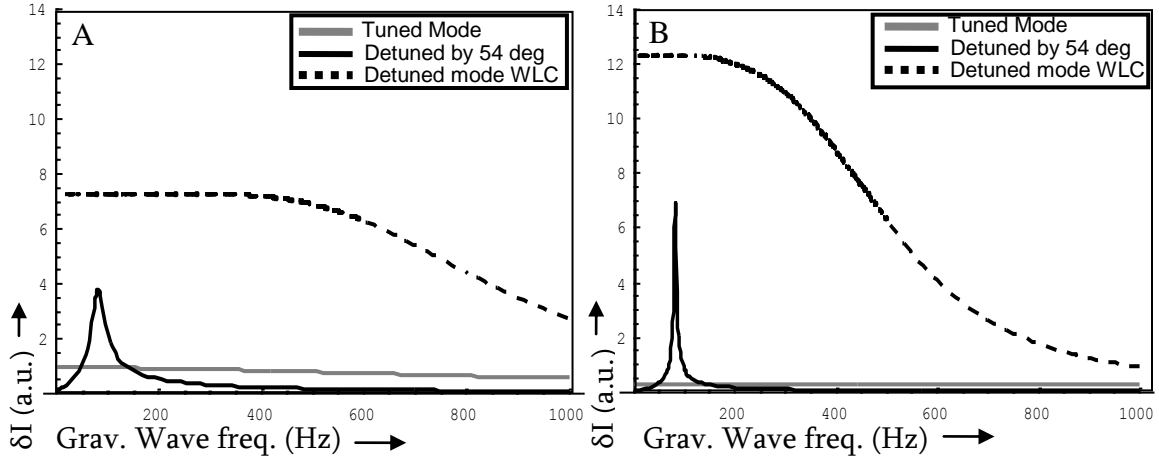 A
Tuned Mode
Detuned by 54 deg
Detuned mode WLC
14
12
10
8
6
4
2
200
400
600
800
1000
δI (a.u.)
Grav. Wave freq. (Hz)
B
Tuned Mode
Detuned by 54 deg
Detuned mode WLC
14
12
10
8
6
4
2
200
400
600
800
1000
δI (a.u.)
Grav. Wave freq. (Hz)